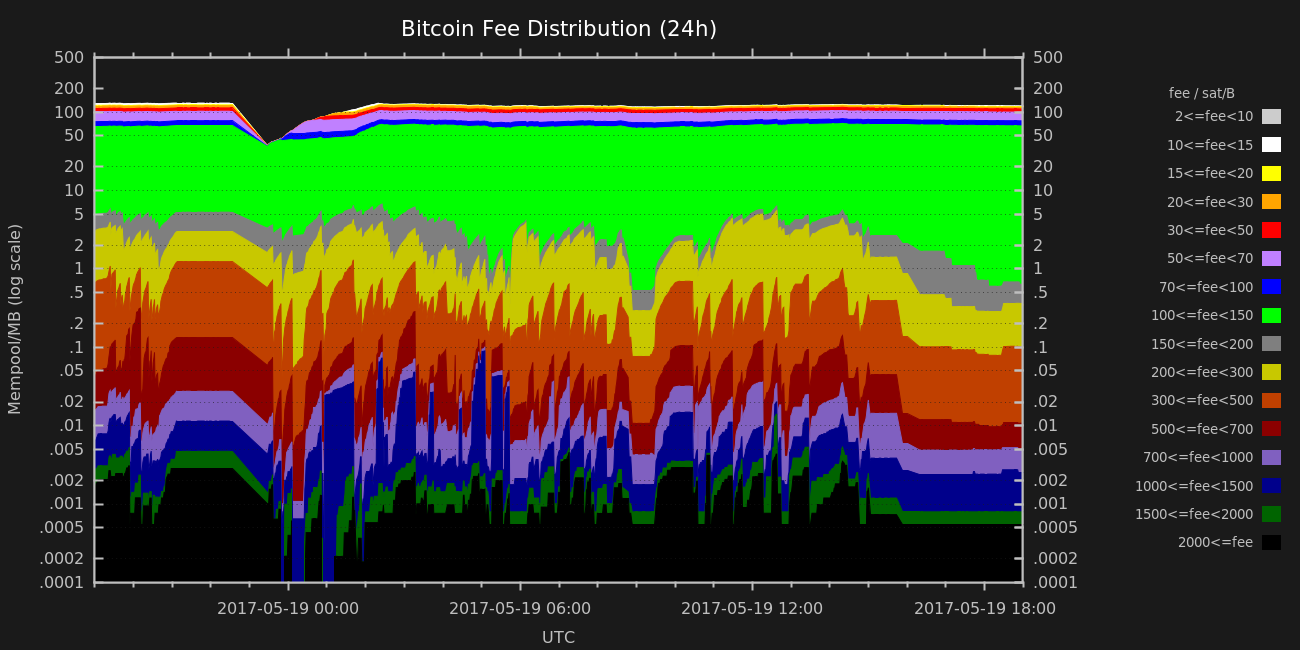 Bitcoin Fee Distribution (24h)
Mempool/MB (log scale)
500
200
100
50
20
10
5
2
1
.5
.2
.1
.05
.02
.01
.005
.002
.001
.0005
.0002
.0001
500
200
100
50
20
10
5
2
1
.5
.2
.1
.05
.02
.01
.005
.002
.001
.0005
.0002
.0001
2017-05-19 00:00
2017-05-19 06:00
2017-05-19 12:00
2017-05-19 18:00
UTC
fee / sat/B
2<=fee<10
10<=fee<15
15<=fee<20
20<=fee<30
30<=fee<50
50<=fee<70
70<=fee<100
100<=fee<150
150<=fee<200
200<=fee<300
300<=fee<500
500<=fee<700
700<=fee<1000
1000<=fee<1500
1500<=fee<2000
2000<=fee